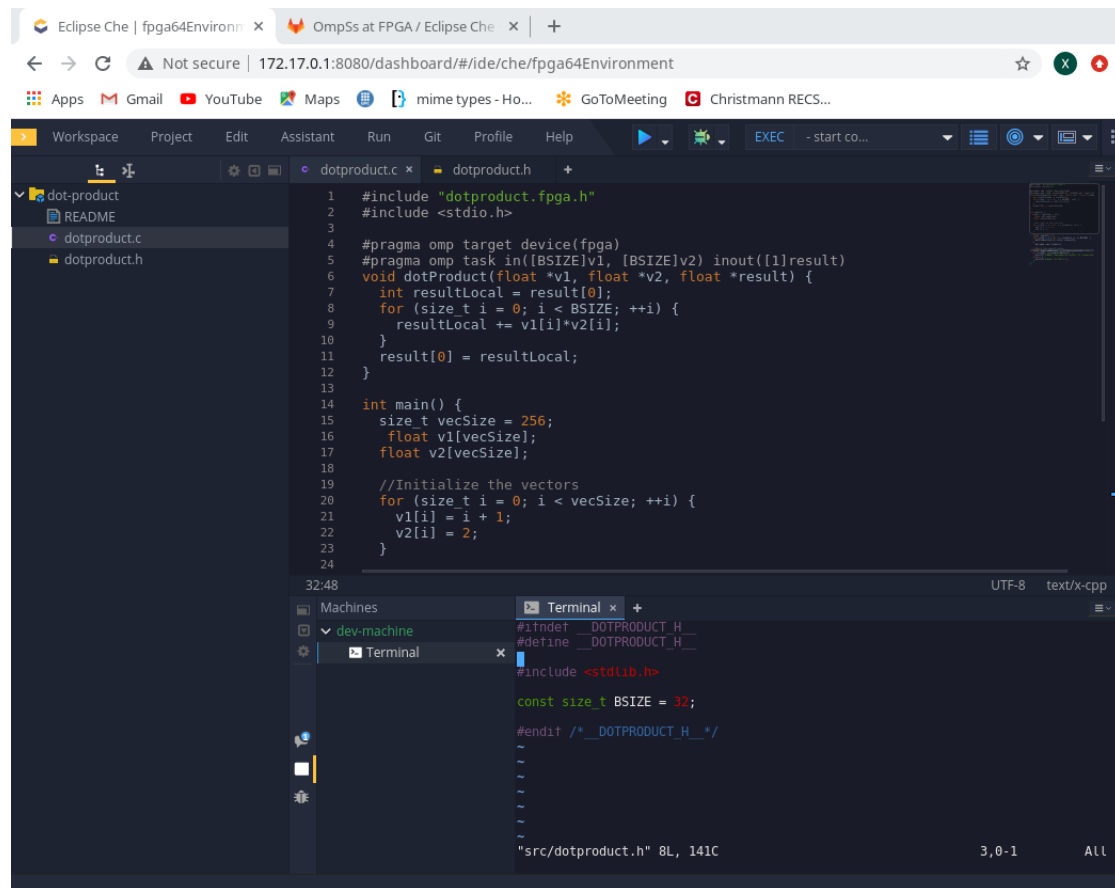 Eclipse Che | fpga64Environm
OmpSs at FPGA / Eclipse Che
Not secure | 172.17.0.1:8080/dashboard/#/ide/che/fpga64Environment
X
Apps Gmail YouTube Maps mime types - Ho... GoToMeeting C Christmann RECS...
Workspace Project Edit Assistant Run Git Profile Help EXEC - start co...
dotproduct.c dotproduct.h
dot-product
README
dotproduct.c
dotproduct.h
1 #include "dotproduct.fpga.h"
2 #include <stdio.h>
3
4 #pragma omp target device(fpga)
5 #pragma omp task in([BSIZE]v1, [BSIZE]v2) inout([1]result)
6 void dotProduct(float *v1, float *v2, float *result) {
7 int resultLocal = result[0];
8 for (size_t i = 0; i < BSIZE; ++i) {
9 resultLocal += v1[i]*v2[i];
10 }
11 result[0] = resultLocal;
12 }
13
14 int main() {
15 size_t vecSize = 256;
16 float v1[vecSize];
17 float v2[vecSize];
18
19 //Initialize the vectors
20 for (size_t i = 0; i < vecSize; ++i) {
21 v1[i] = i + 1;
22 v2[i] = 2;
23 }
24
32:48 UTF-8 text/x-cpp
Machines
dev-machine
Terminal
Terminal
#ifndef __DOTPRODUCT_H__
#define __DOTPRODUCT_H__
#include <stdlib.h>
const size_t BSIZE = 32;
#endif /*__DOTPRODUCT_H__*/
~
~
~
~
~
~
~
"src/dotproduct.h" 8L, 141C 3,0-1 All